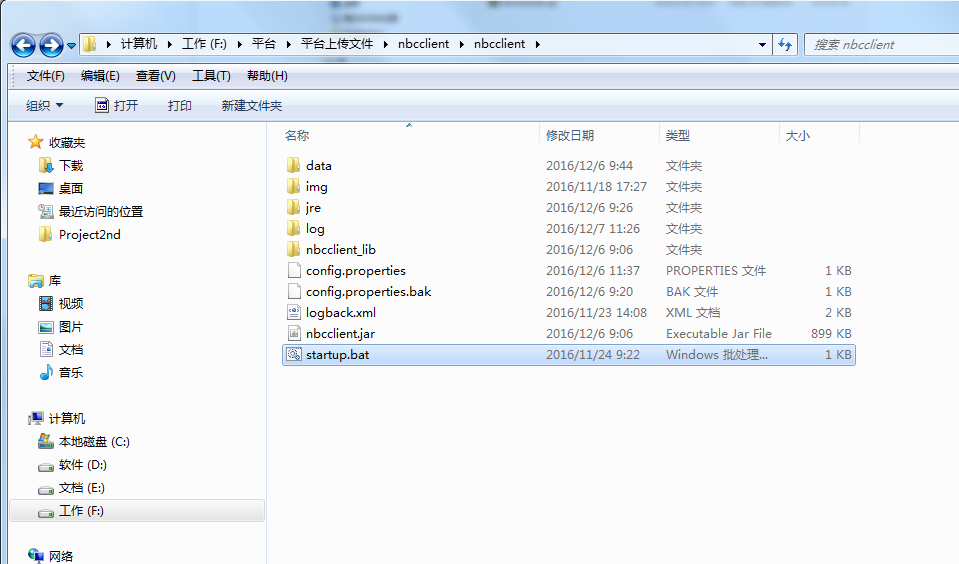 计算机 工作 (F:) 平台 平台上传文件 nbcclient nbcclient 搜索 nbcclient
文件(F) 编辑(E) 查看(V) 工具(T) 帮助(H)
组织 打开 打印 新建文件夹
收藏夹
下载
桌面
最近访问的位置
Project2nd
库
视频
图片
文档
音乐
计算机
本地磁盘 (C:)
软件 (D:)
文档 (E:)
工作 (F:)
网络
名称 修改日期 类型 大小
data 2016/12/6 9:44 文件夹
img 2016/11/18 17:27 文件夹
jre 2016/12/6 9:26 文件夹
log 2016/12/7 11:26 文件夹
nbcclient_lib 2016/12/6 9:06 文件夹
config.properties 2016/12/6 11:37 PROPERTIES 文件 1 KB
config.properties.bak 2016/12/6 9:20 BAK 文件 1 KB
logback.xml 2016/11/23 14:08 XML 文档 2 KB
nbcclient.jar 2016/12/6 9:06 Executable Jar File 899 KB
startup.bat 2016/11/24 9:22 Windows 批处理... 1 KB